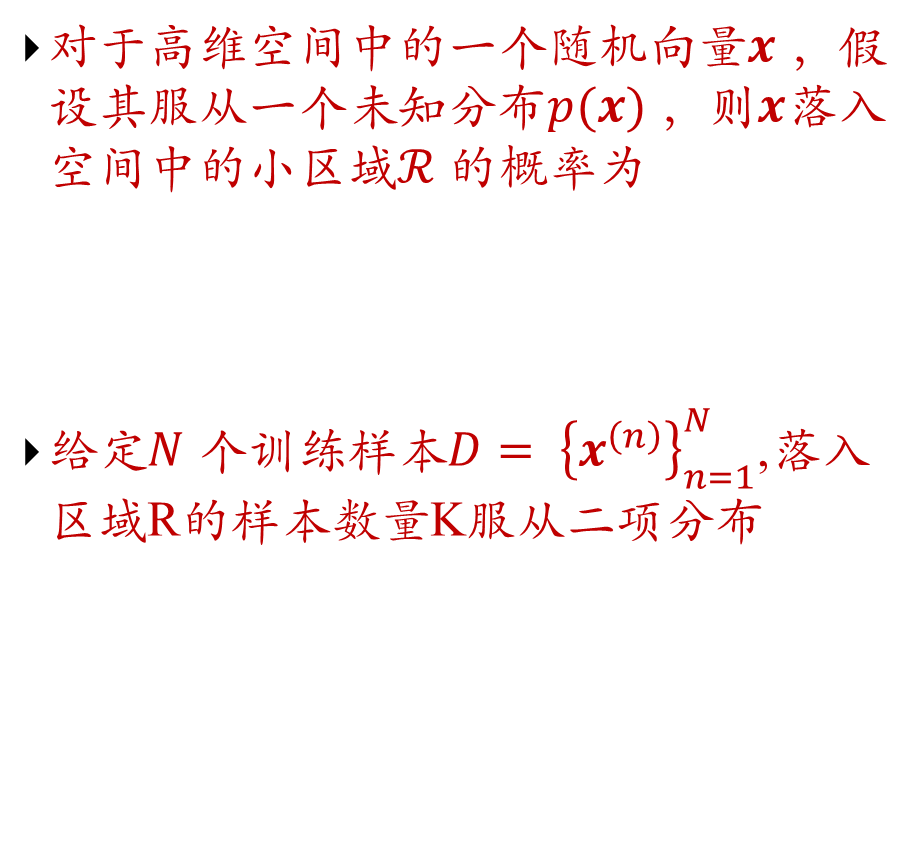 ▶对于高维空间中的一个随机向量𝒙，假
设其服从一个未知分布𝑝(𝒙)，则𝒙落入
空间中的小区域ℛ 的概率为
▶给定𝑁 个训练样本𝐷 = {𝒙^(𝑛)}_{𝑛=1}^𝑁,落入
区域R的样本数量K服从二项分布